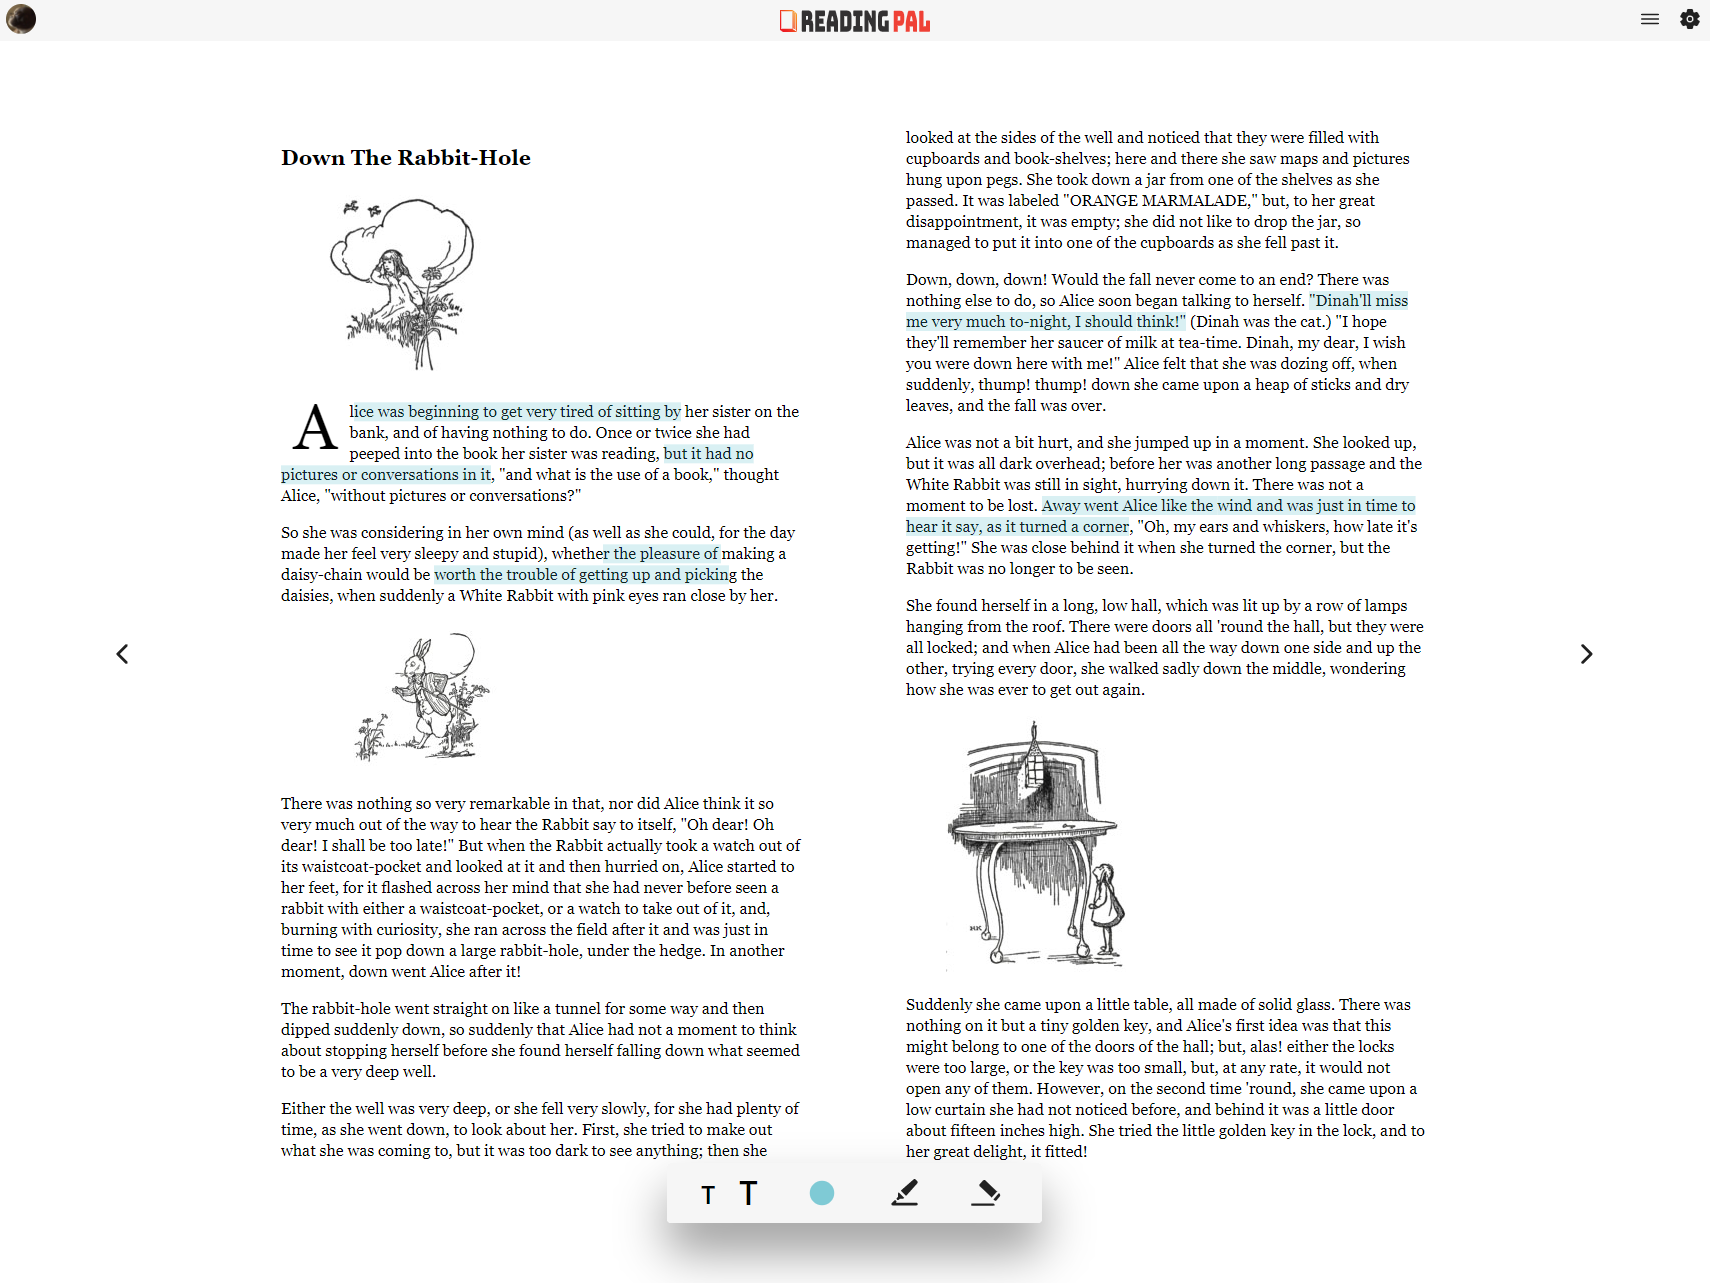 READING PAL
Down The Rabbit-Hole
Alice was beginning to get very tired of sitting by her sister on the
bank, and of having nothing to do. Once or twice she had
peeped into the book her sister was reading, but it had no
pictures or conversations in it, "and what is the use of a book," thought
Alice, "without pictures or conversations?"
So she was considering in her own mind (as well as she could, for the day
made her feel very sleepy and stupid), whether the pleasure of making a
daisy-chain would be worth the trouble of getting up and picking the
daisies, when suddenly a White Rabbit with pink eyes ran close by her.
There was nothing so very remarkable in that, nor did Alice think it so
very much out of the way to hear the Rabbit say to itself, "Oh dear! Oh
dear! I shall be too late!" But when the Rabbit actually took a watch out of
its waistcoat-pocket and looked at it and then hurried on, Alice started to
her feet, for it flashed across her mind that she had never before seen a
rabbit with either a waistcoat-pocket, or a watch to take out of it, and,
burning with curiosity, she ran across the field after it and was just in
time to see it pop down a large rabbit-hole, under the hedge. In another
moment, down went Alice after it!
The rabbit-hole went straight on like a tunnel for some way and then
dipped suddenly down, so suddenly that Alice had not a moment to think
about stopping herself before she found herself falling down what seemed
to be a very deep well.
Either the well was very deep, or she fell very slowly, for she had plenty of
time, as she went down, to look about her. First, she tried to make out
what she was coming to, but it was too dark to see anything; then she
looked at the sides of the well and noticed that they were filled with
cupboards and book-shelves; here and there she saw maps and pictures
hung upon pegs. She took down a jar from one of the shelves as she
passed. It was labeled "ORANGE MARMALADE," but, to her great
disappointment, it was empty; she did not like to drop the jar, so
managed to put it into one of the cupboards as she fell past it.
Down, down, down! Would the fall never come to an end? There was
nothing else to do, so Alice soon began talking to herself. "Dinah'll miss
me very much to-night, I should think!" (Dinah was the cat.) "I hope
they'll remember her saucer of milk at tea-time. Dinah, my dear, I wish
you were down here with me!" Alice felt that she was dozing off, when
suddenly, thump! thump! down she came upon a heap of sticks and dry
leaves, and the fall was over.
Alice was not a bit hurt, and she jumped up in a moment. She looked up,
but it was all dark overhead; before her was another long passage and the
White Rabbit was still in sight, hurrying down it. There was not a
moment to be lost. Away went Alice like the wind and was just in time to
hear it say, as it turned a corner, "Oh, my ears and whiskers, how late it's
getting!" She was close behind it when she turned the corner, but the
Rabbit was no longer to be seen.
She found herself in a long, low hall, which was lit up by a row of lamps
hanging from the roof. There were doors all 'round the hall, but they were
all locked; and when Alice had been all the way down one side and up the
other, trying every door, she walked sadly down the middle, wondering
how she was ever to get out again.
Suddenly she came upon a little table, all made of solid glass. There was
nothing on it but a tiny golden key, and Alice's first idea was that this
might belong to one of the doors of the hall; but, alas! either the locks
were too large, or the key was too small, but, at any rate, it would not
open any of them. However, on the second time 'round, she came upon a
low curtain she had not noticed before, and behind it was a little door
about fifteen inches high. She tried the little golden key in the lock, and to
her great delight, it fitted!
T T